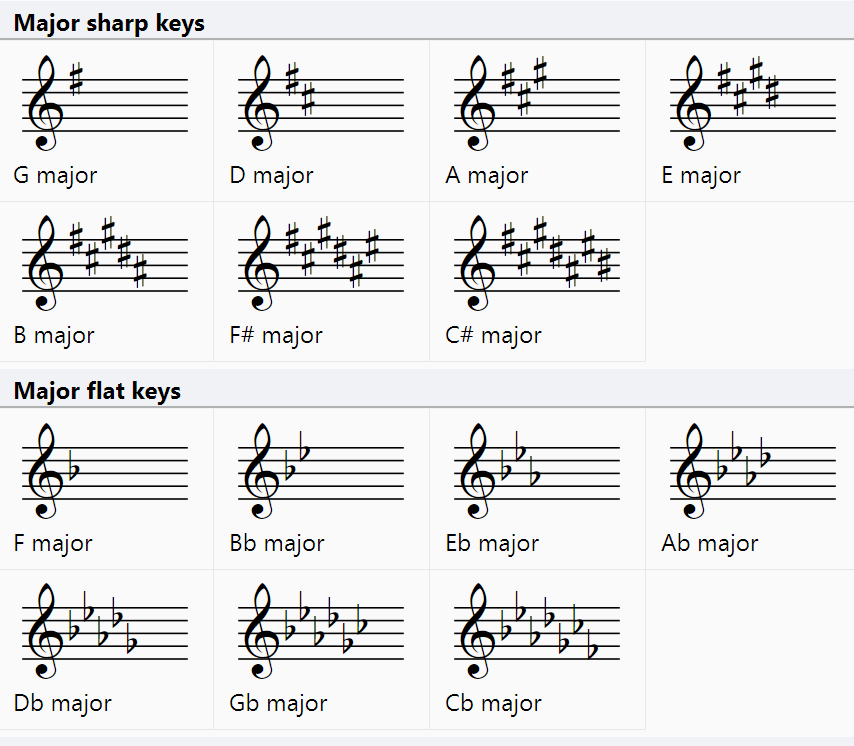 Major sharp keys
G major
D major
A major
E major
B major
F# major
C# major
Major flat keys
F major
Bb major
Eb major
Ab major
Db major
Gb major
Cb major